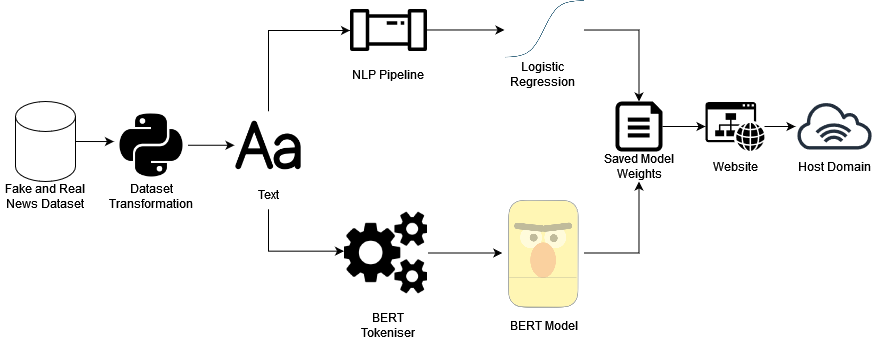 NLP Pipeline
Logistic
Regression
Fake and Real
News Dataset
Dataset
Transformation
Aa
Text
Saved Model
Weights
Website
Host Domain
BERT
Tokeniser
BERT Model